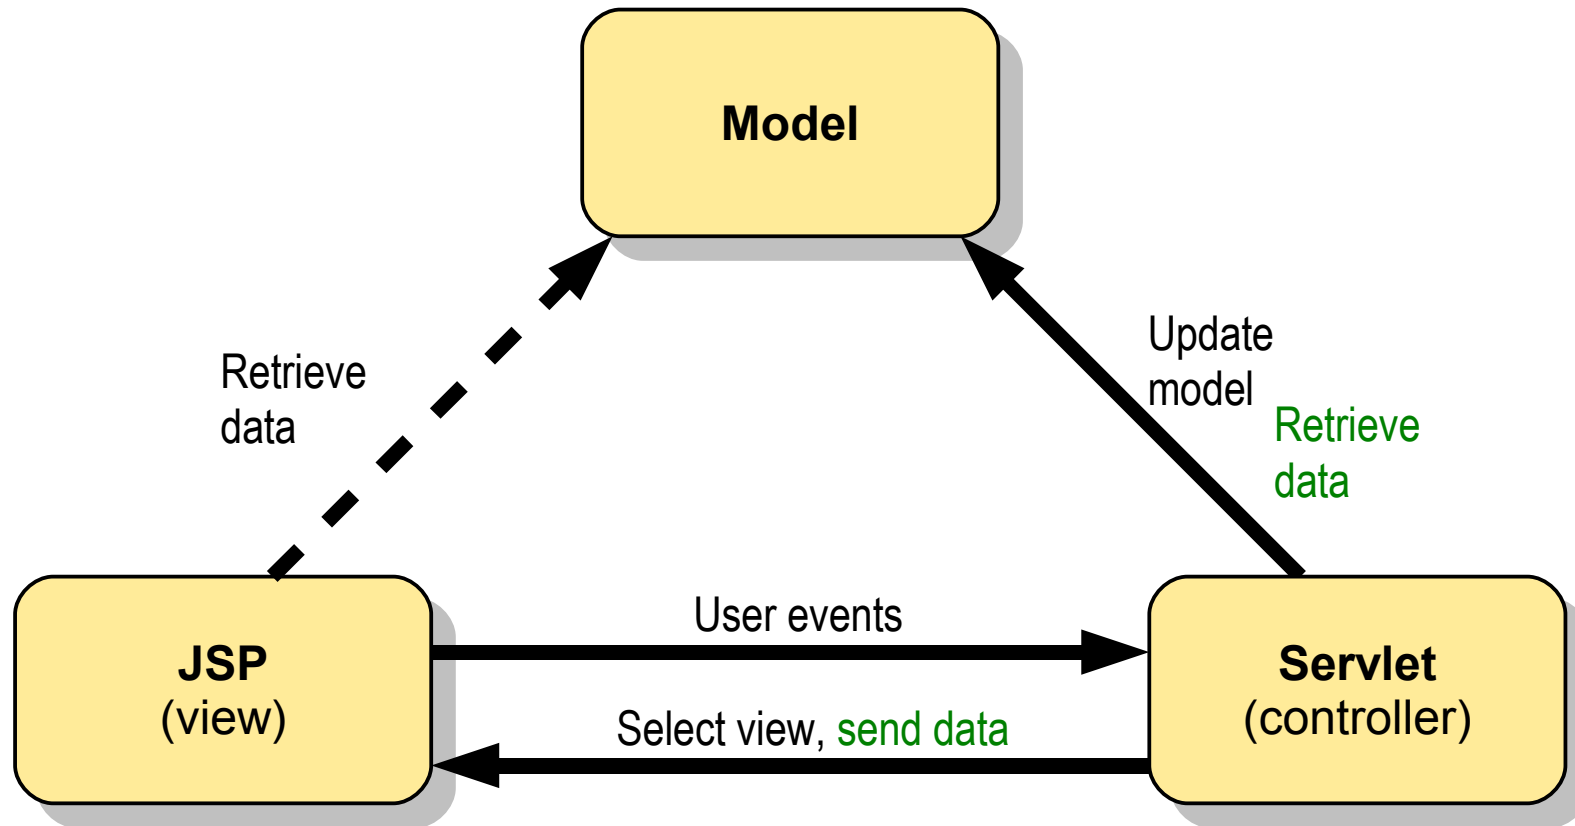 Model
Retrieve
data
Update
model
Retrieve
data
User events
JSP
(view)
Select view, send data
Servlet
(controller)